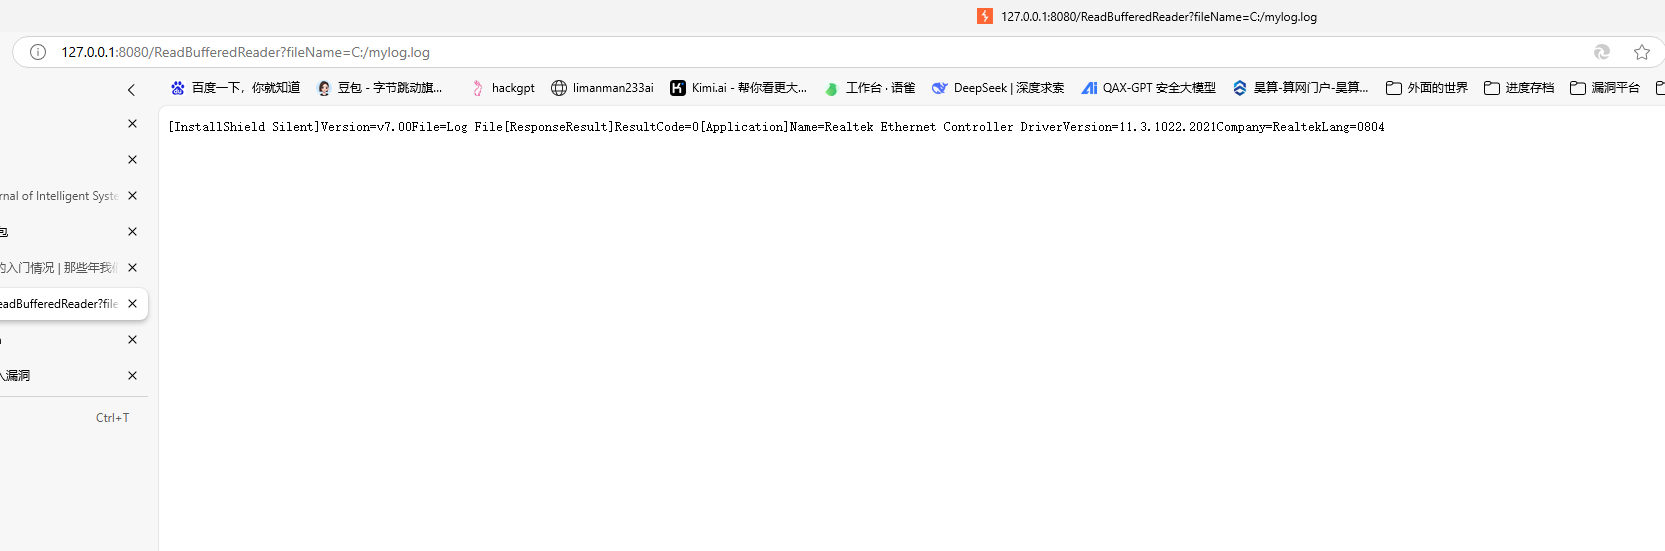 127.0.0.1:8080/ReadBufferedReader?fileName=C:/mylog.log
127.0.0.1:8080/ReadBufferedReader?fileName=C:/mylog.log
百度一下，你就知道 豆包 - 字节跳动旗... hackgpt limanman233ai Kimi.ai - 帮你看更大... 工作台 · 语雀 DeepSeek | 深度求索 QAX-GPT 安全大模型 昊算-算网门户-昊算... 外面的世界 进度存档 漏洞平台
[InstallShield Silent]Version=v7.00File=Log File[ResponseResult]ResultCode=0[Application]Name=Realtek Ethernet Controller DriverVersion=11.3.1022.2021Company=RealtekLang=0804
rnal of Intelligent Syste
包
的入门情况 | 那些年我们
eadBufferedReader?file
入漏洞
Ctrl+T